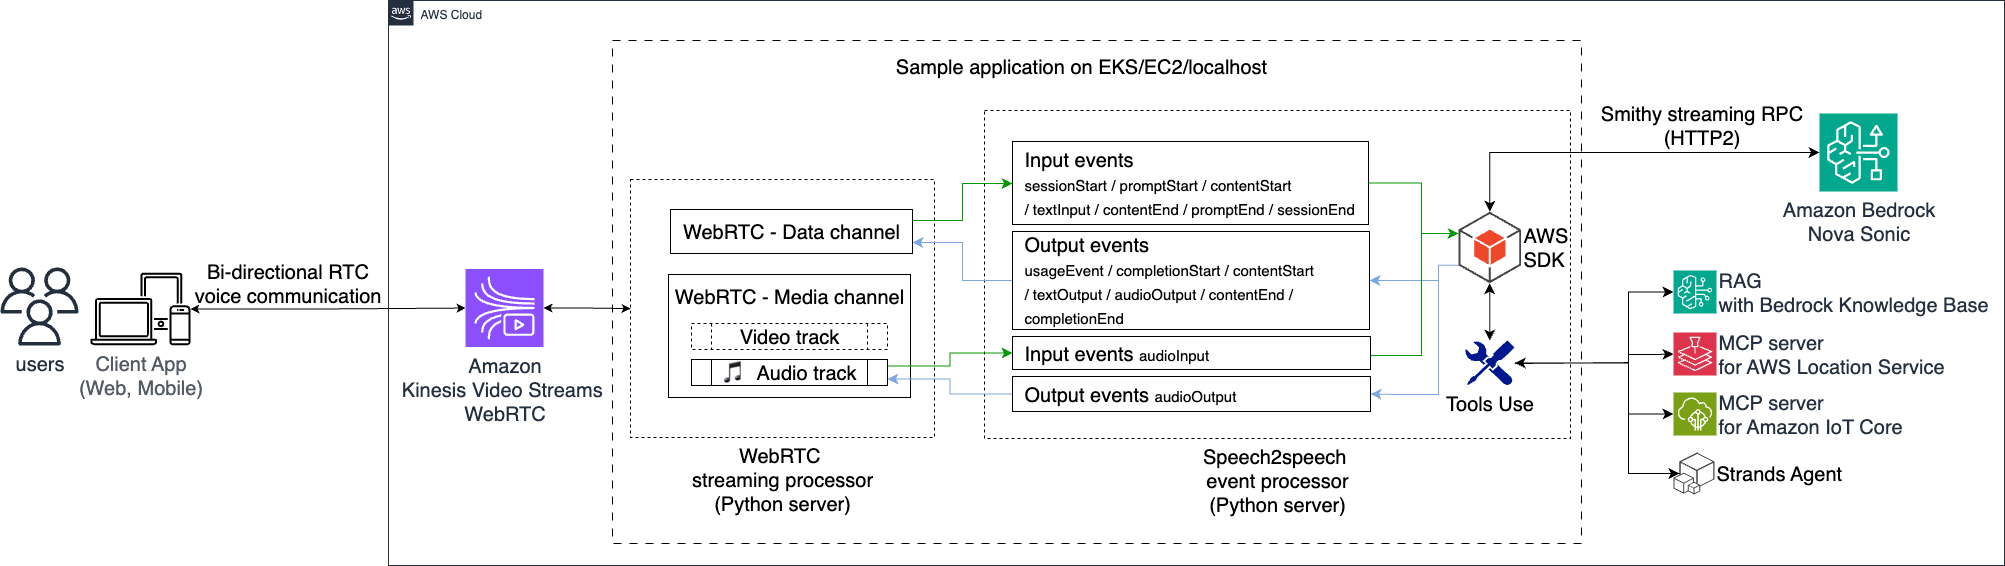 aws
AWS Cloud
Sample application on EKS/EC2/localhost
users
Client App
(Web, Mobile)
Bi-directional RTC
voice communication
Amazon
Kinesis Video Streams
WebRTC
WebRTC - Data channel
WebRTC - Media channel
Video track
Audio track
WebRTC
streaming processor
(Python server)
Input events
sessionStart / promptStart / contentStart
/ textInput / contentEnd / promptEnd / sessionEnd
Output events
usageEvent / completionStart / contentStart
/ textOutput / audioOutput / contentEnd /
completionEnd
Input events audioInput
Output events audioOutput
Speech2speech
event processor
(Python server)
AWS
SDK
Tools Use
Smithy streaming RPC
(HTTP2)
Amazon Bedrock
Nova Sonic
RAG
with Bedrock Knowledge Base
MCP server
for AWS Location Service
MCP server
for Amazon IoT Core
Strands Agent